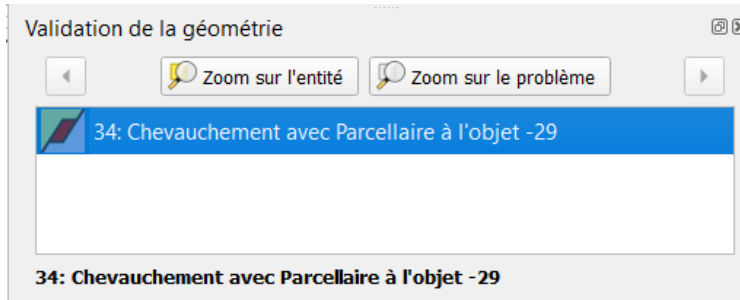 Validation de la géométrie
Zoom sur l'entité Zoom sur le problème
34: Chevauchement avec Parcellaire à l'objet -29
34: Chevauchement avec Parcellaire à l'objet -29